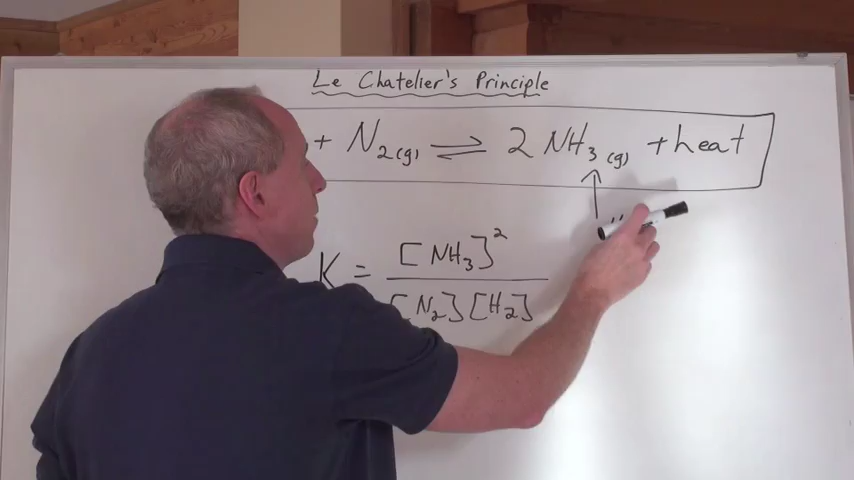 Le Chatelier's Principle
+ N₂(g) ⇌ 2 NH₃(g) + heat
K = [NH₃]² / [N₂][H₂]